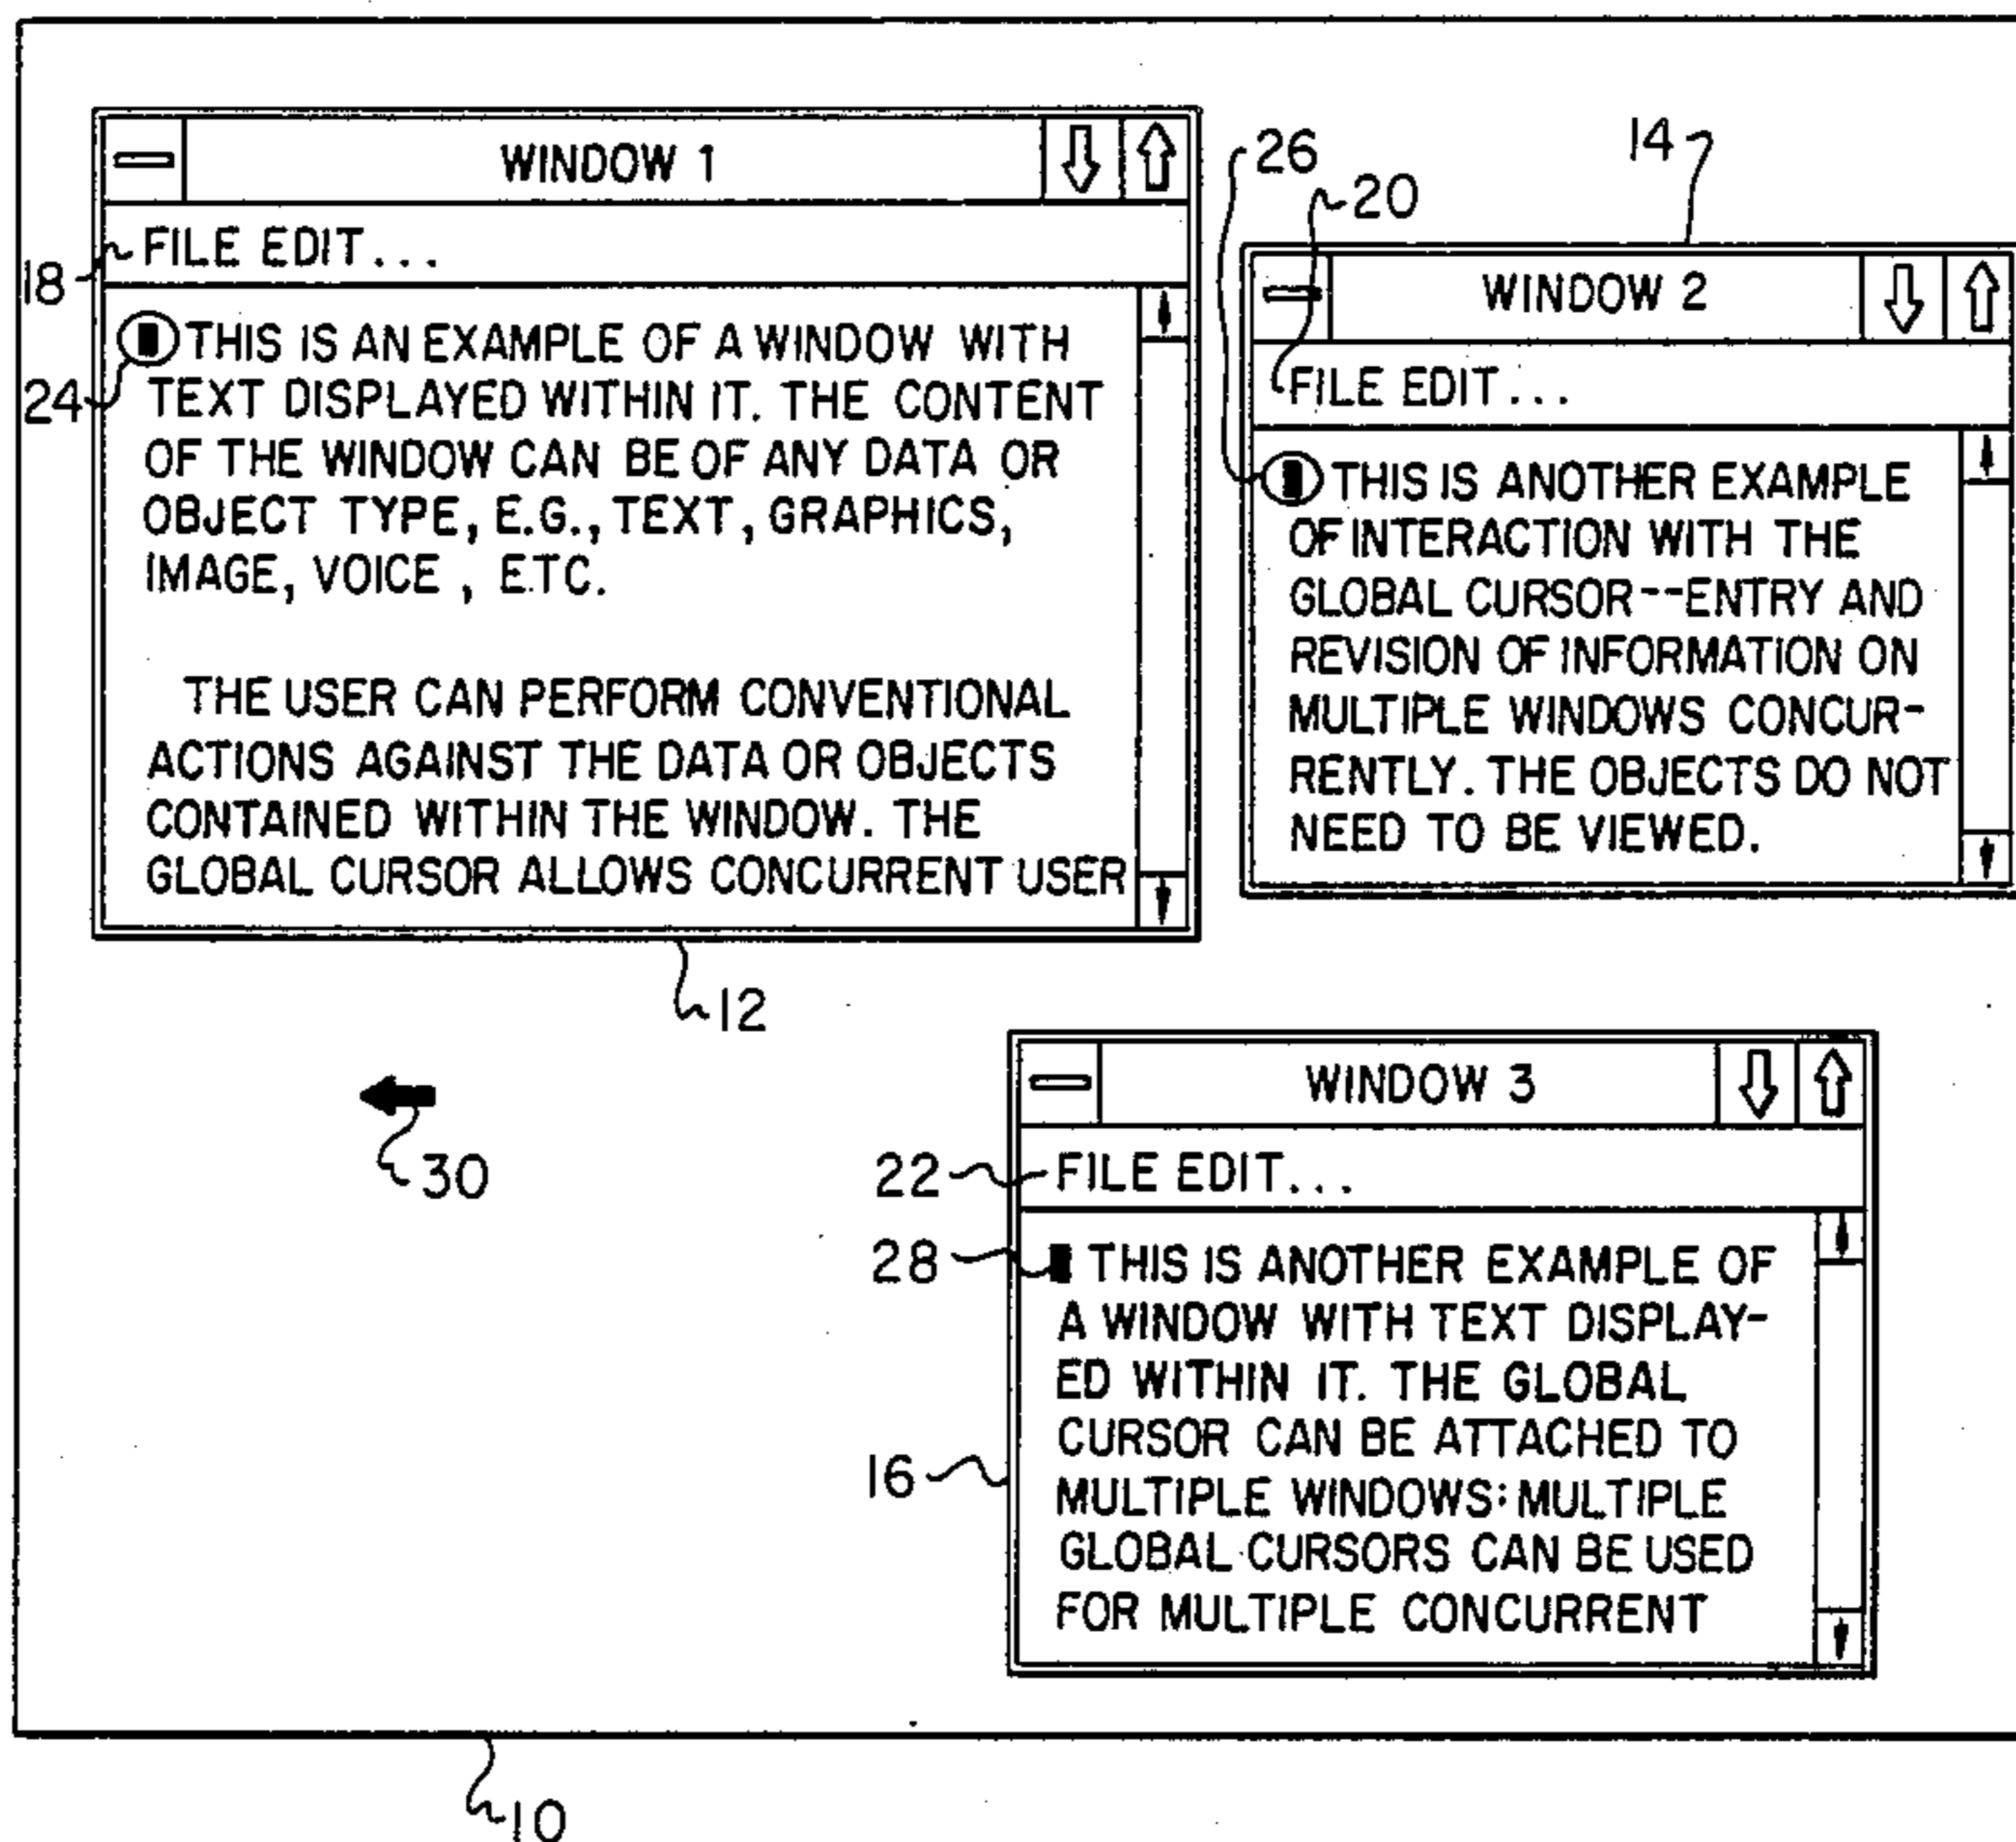 WINDOW 1
FILE EDIT...
18
THIS IS AN EXAMPLE OF A WINDOW WITH
24
TEXT DISPLAYED WITHIN IT. THE CONTENT
OF THE WINDOW CAN BE OF ANY DATA OR
OBJECT TYPE, E.G., TEXT, GRAPHICS,
IMAGE, VOICE, ETC.
THE USER CAN PERFORM CONVENTIONAL
ACTIONS AGAINST THE DATA OR OBJECTS
CONTAINED WITHIN THE WINDOW. THE
GLOBAL CURSOR ALLOWS CONCURRENT USER
12
26
20
14
WINDOW 2
FILE EDIT...
THIS IS ANOTHER EXAMPLE
OF INTERACTION WITH THE
GLOBAL CURSOR--ENTRY AND
REVISION OF INFORMATION ON
MULTIPLE WINDOWS CONCUR-
RENTLY. THE OBJECTS DO NOT
NEED TO BE VIEWED.
30
WINDOW 3
22
FILE EDIT...
28
THIS IS ANOTHER EXAMPLE OF
A WINDOW WITH TEXT DISPLAY-
ED WITHIN IT. THE GLOBAL
CURSOR CAN BE ATTACHED TO
16
MULTIPLE WINDOWS: MULTIPLE
GLOBAL CURSORS CAN BE USED
FOR MULTIPLE CONCURRENT
10